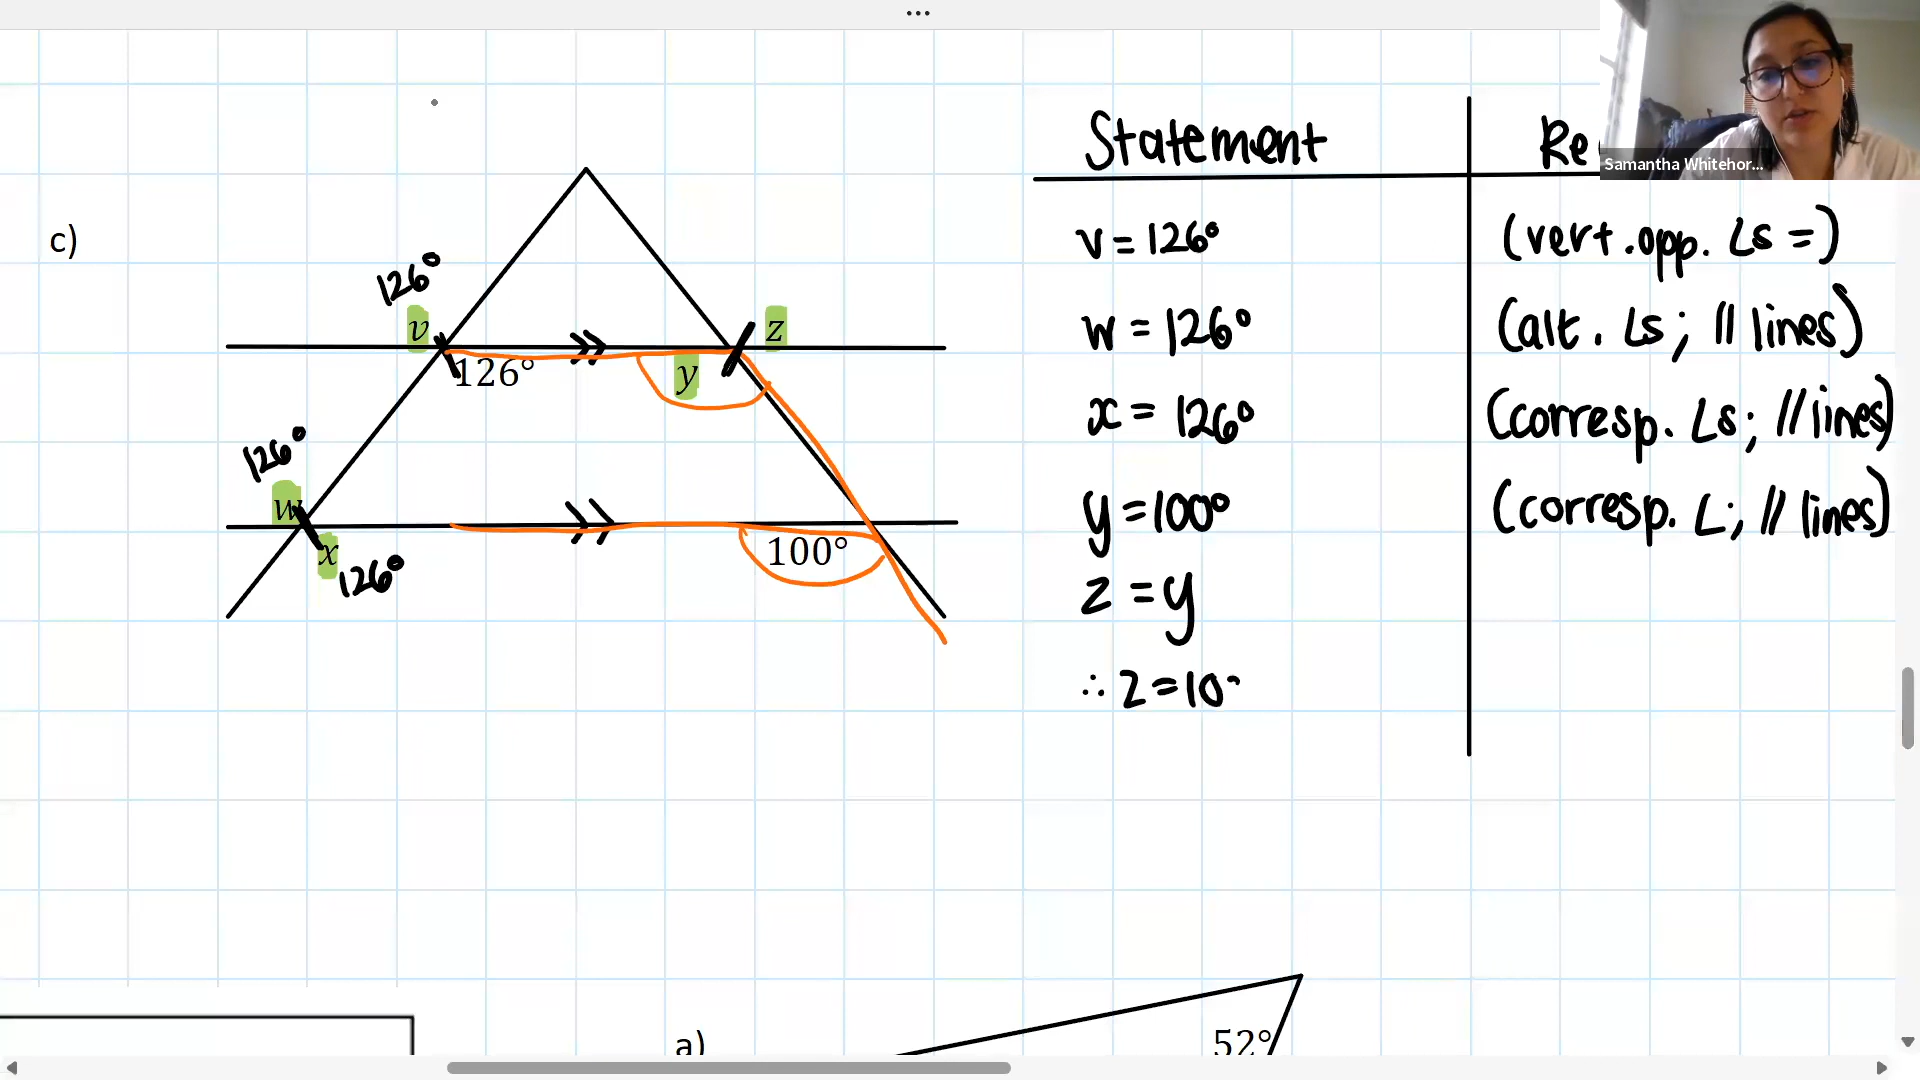 Statement
Re
Samantha Whitehor...
c)
126°
v
z
126°
y
126°
w
x
126°
100°
v = 126° (vert. opp. ∠s =)
w = 126° (alt. ∠s; // lines)
x = 126° (corresp. ∠s; // lines)
y = 100° (corresp. ∠; // lines)
z = y
∴ z = 10
a)
52°